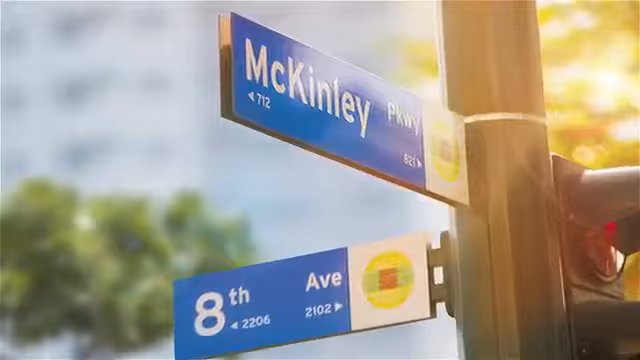 McKinley Pkwy
◄ 712 821 ►
8th Ave
◄ 2206 2102 ►